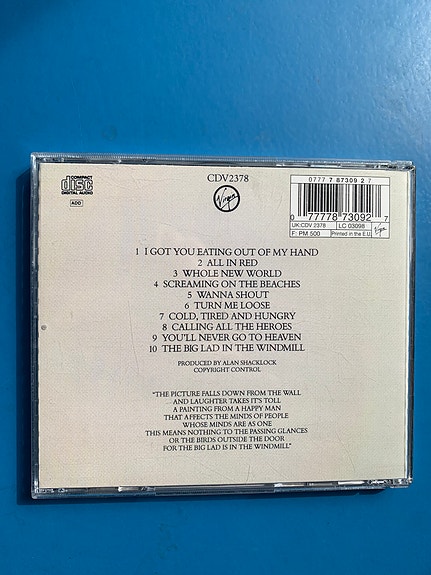 COMPACT
disc
DIGITAL AUDIO
ADD
CDV2378
Virgin
0777 7 87309 2 7
0 77778 73092 7
UK:CDV 2378
LC 03098
F: PM 500
Printed in the E.U.
Virgin
1 I GOT YOU EATING OUT OF MY HAND
2 ALL IN RED
3 WHOLE NEW WORLD
4 SCREAMING ON THE BEACHES
5 WANNA SHOUT
6 TURN ME LOOSE
7 COLD, TIRED AND HUNGRY
8 CALLING ALL THE HEROES
9 YOU'LL NEVER GO TO HEAVEN
10 THE BIG LAD IN THE WINDMILL
PRODUCED BY ALAN SHACKLOCK
COPYRIGHT CONTROL
"THE PICTURE FALLS DOWN FROM THE WALL
AND LAUGHTER TAKES IT'S TOLL
A PAINTING FROM A HAPPY MAN
THAT AFFECTS THE MINDS OF PEOPLE
WHOSE MINDS ARE AS ONE
THIS MEANS NOTHING TO THE PASSING GLANCES
OR THE BIRDS OUTSIDE THE DOOR
FOR THE BIG LAD IS IN THE WINDMILL"